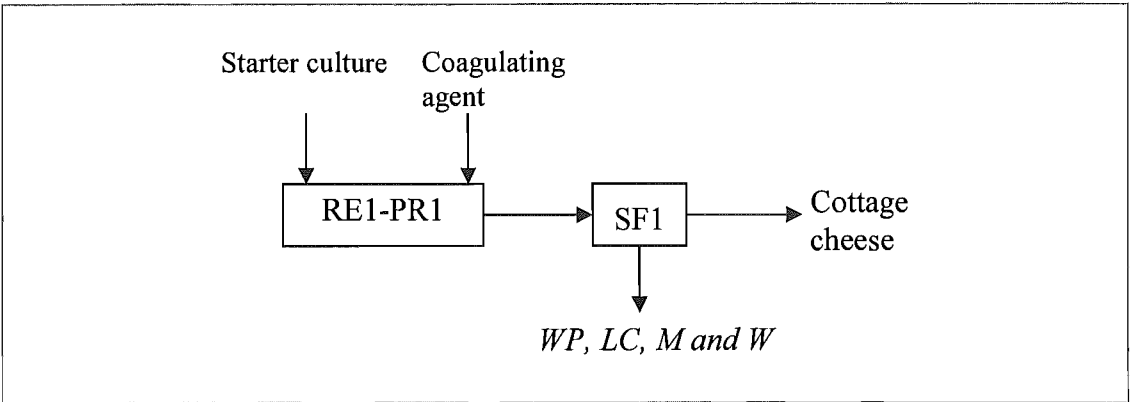 Starter culture
Coagulating
agent
RE1-PR1
SF1
Cottage
cheese
WP, LC, M and W